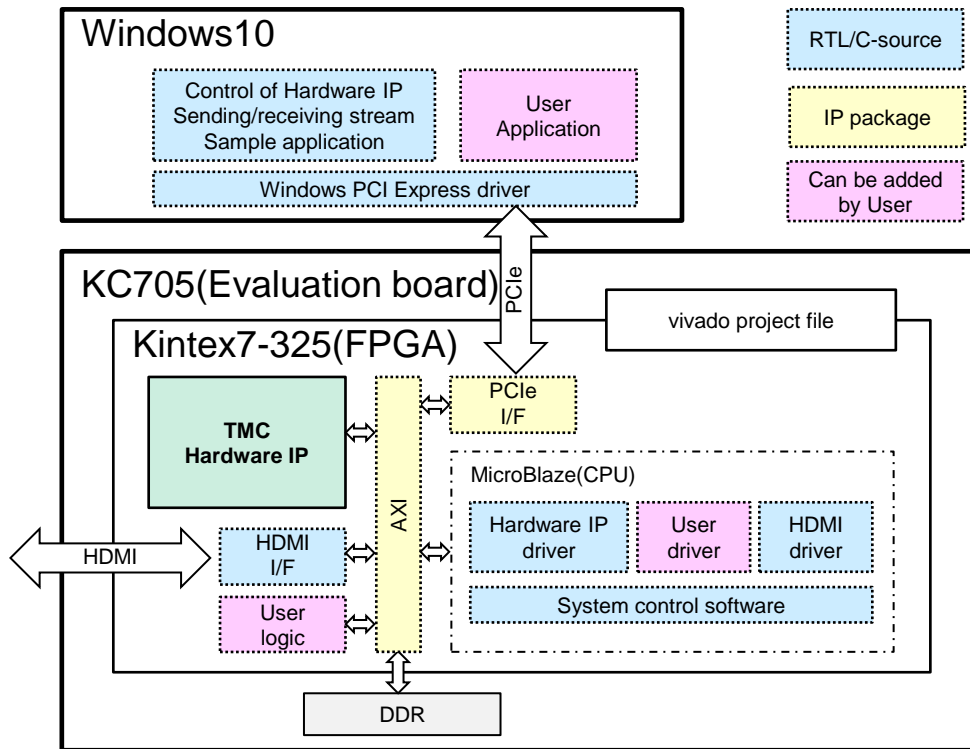 Windows10
Control of Hardware IP
Sending/receiving stream
Sample application
User
Application
Windows PCI Express driver
RTL/C-source
IP package
Can be added
by User
PCIe
KC705(Evaluation board)
vivado project file
Kintex7-325(FPGA)
TMC
Hardware IP
AXI
PCIe
I/F
MicroBlaze(CPU)
Hardware IP
driver
User
driver
HDMI
driver
System control software
HDMI
HDMI
I/F
User
logic
DDR